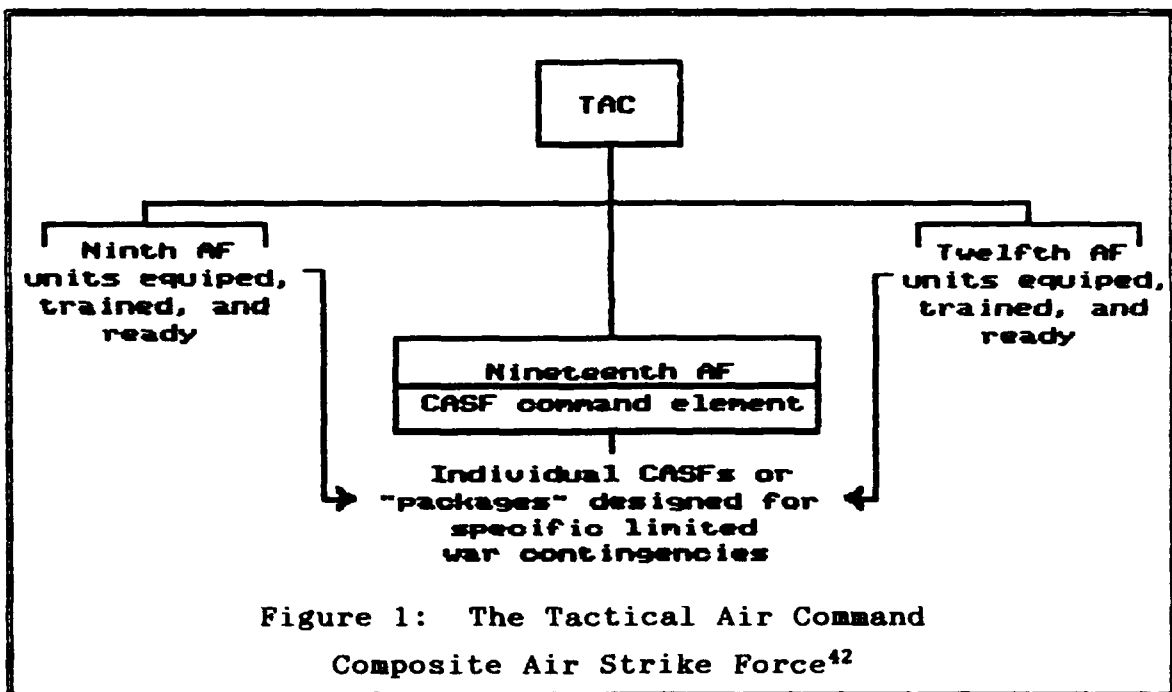 TAC
Ninth AF
units equiped,
trained, and
ready
Twelfth AF
units equiped,
trained, and
ready
Nineteenth AF
CASF command element
Individual CASFs or
"packages" designed for
specific limited
war contingencies
Figure 1: The Tactical Air Command
Composite Air Strike Force⁴²